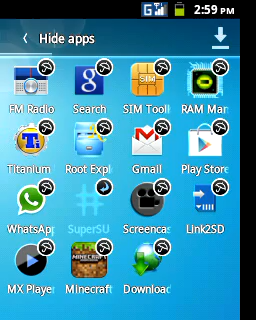 G 2:59 PM
Hide apps
FM Radio Search SIM Tooll RAM Mar
Titanium Root Expl Gmail Play Store
WhatsApp SuperSU Screencas Link2SD
MX Player Minecraft Download